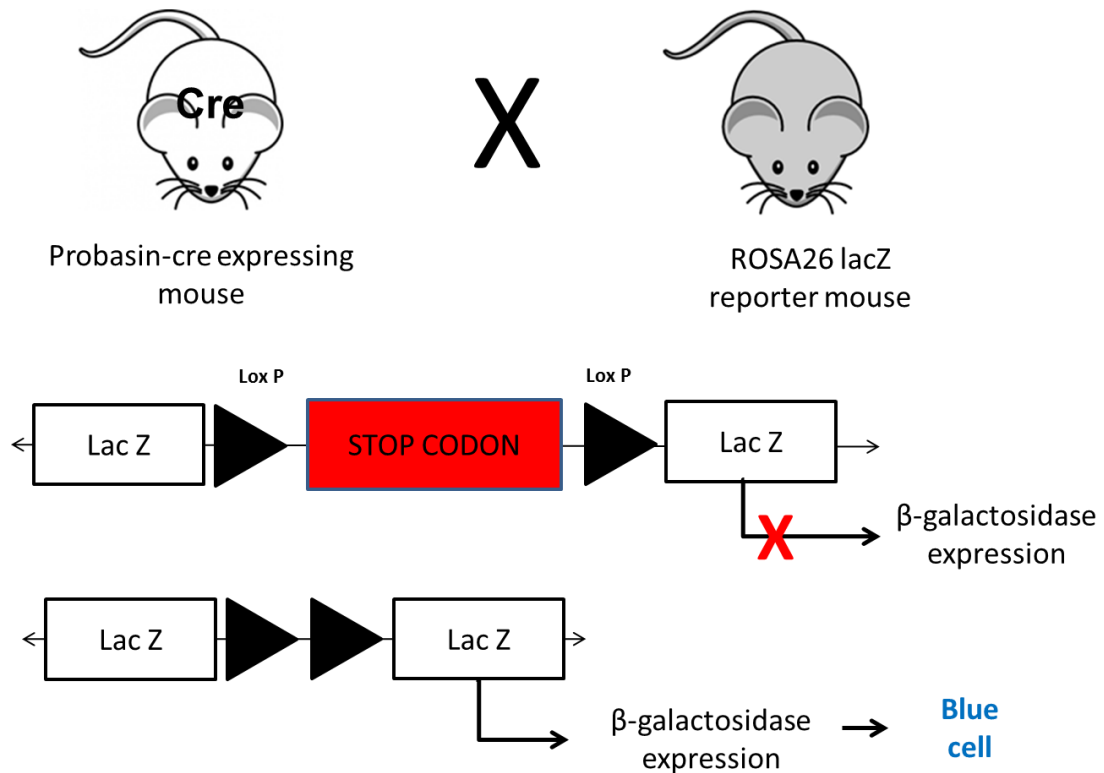 Cre
X
Probasin-cre expressing
mouse
ROSA26 lacZ
reporter mouse
Lox P
Lox P
Lac Z
STOP CODON
Lac Z
X
β-galactosidase
expression
Lac Z
Lac Z
β-galactosidase
expression
Blue
cell